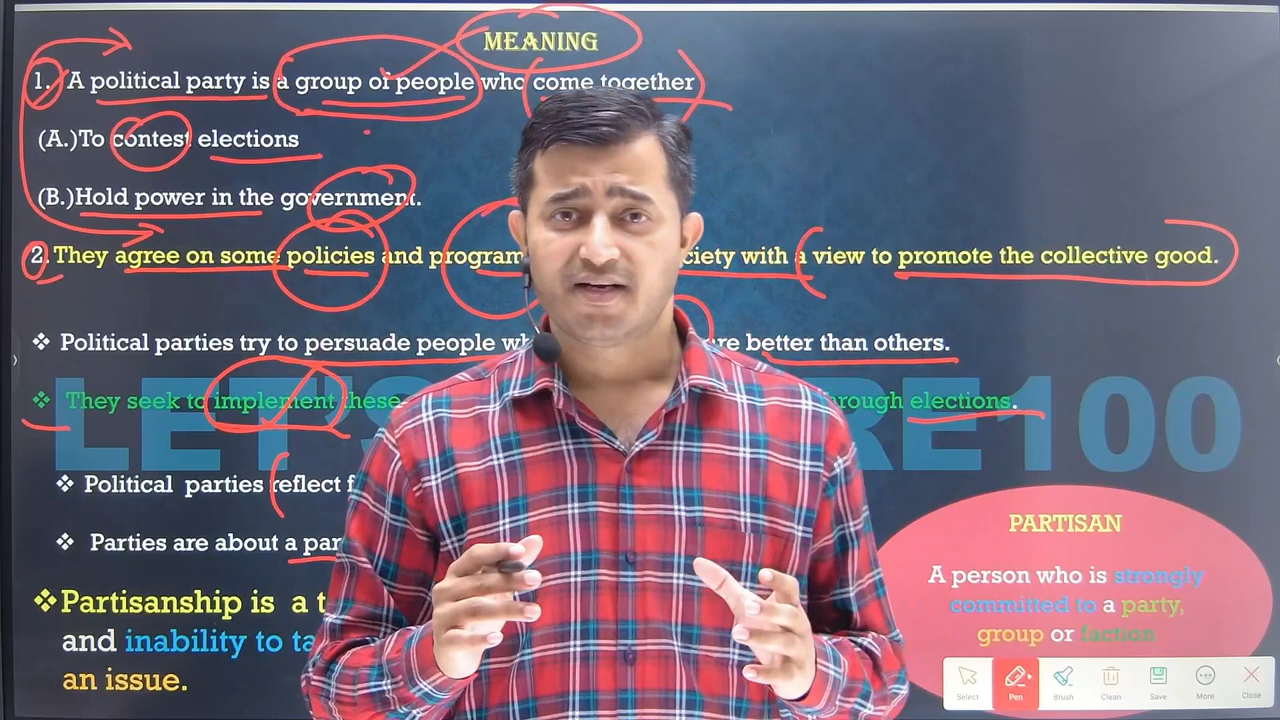 MEANING
1. A political party is a group of people who come together
(A.)To contest elections
(B.)Hold power in the government.
2. They agree on some policies and program ciety with a view to promote the collective good.
❖ Political parties try to persuade people wh re better than others.
❖ They seek to implement these rough elections.
LET'S RE100
❖ Political parties reflect f
❖ Parties are about a par
❖Partisanship is a t
and inability to ta
an issue.
PARTISAN
A person who is strongly
committed to a party,
group or faction
Select Pen Brush Clean Save More Close